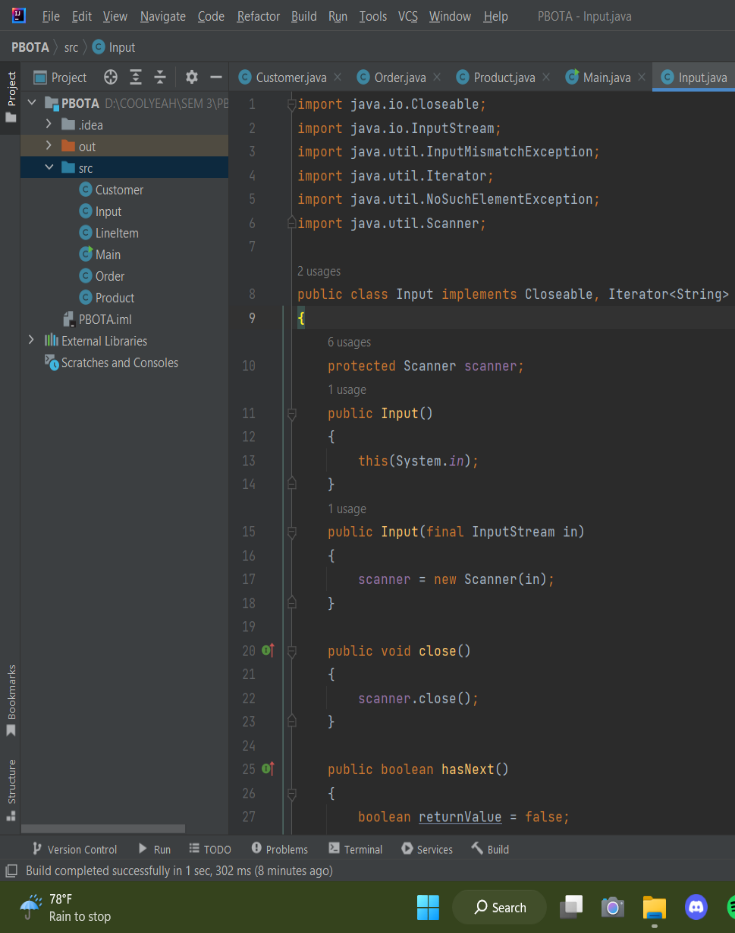 File Edit View Navigate Code Refactor Build Run Tools VCS Window Help PBOTA - Input.java
PBOTA src Input
Project
Project
Customer.java Order.java Product.java Main.java Input.java
PBOTA D:\COOLYEAH\SEM 3\PB
.idea
out
src
Customer
Input
LineItem
Main
Order
Product
PBOTA.iml
External Libraries
Scratches and Consoles
1 import java.io.Closeable;
2 import java.io.InputStream;
3 import java.util.InputMismatchException;
4 import java.util.Iterator;
5 import java.util.NoSuchElementException;
6 import java.util.Scanner;
7
2 usages
8 public class Input implements Closeable, Iterator<String>
9 {
6 usages
10 protected Scanner scanner;
1 usage
11 public Input()
12 {
13 this(System.in);
14 }
1 usage
15 public Input(final InputStream in)
16 {
17 scanner = new Scanner(in);
18 }
19
20 public void close()
21 {
22 scanner.close();
23 }
24
25 public boolean hasNext()
26 {
27 boolean returnValue = false;
Bookmarks
Structure
Version Control Run TODO Problems Terminal Services Build
Build completed successfully in 1 sec, 302 ms (8 minutes ago)
78°F
Rain to stop
Search